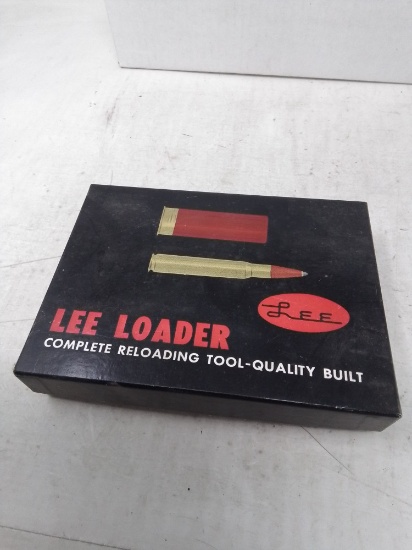 LEE
LEE LOADER
COMPLETE RELOADING TOOL-QUALITY BUILT